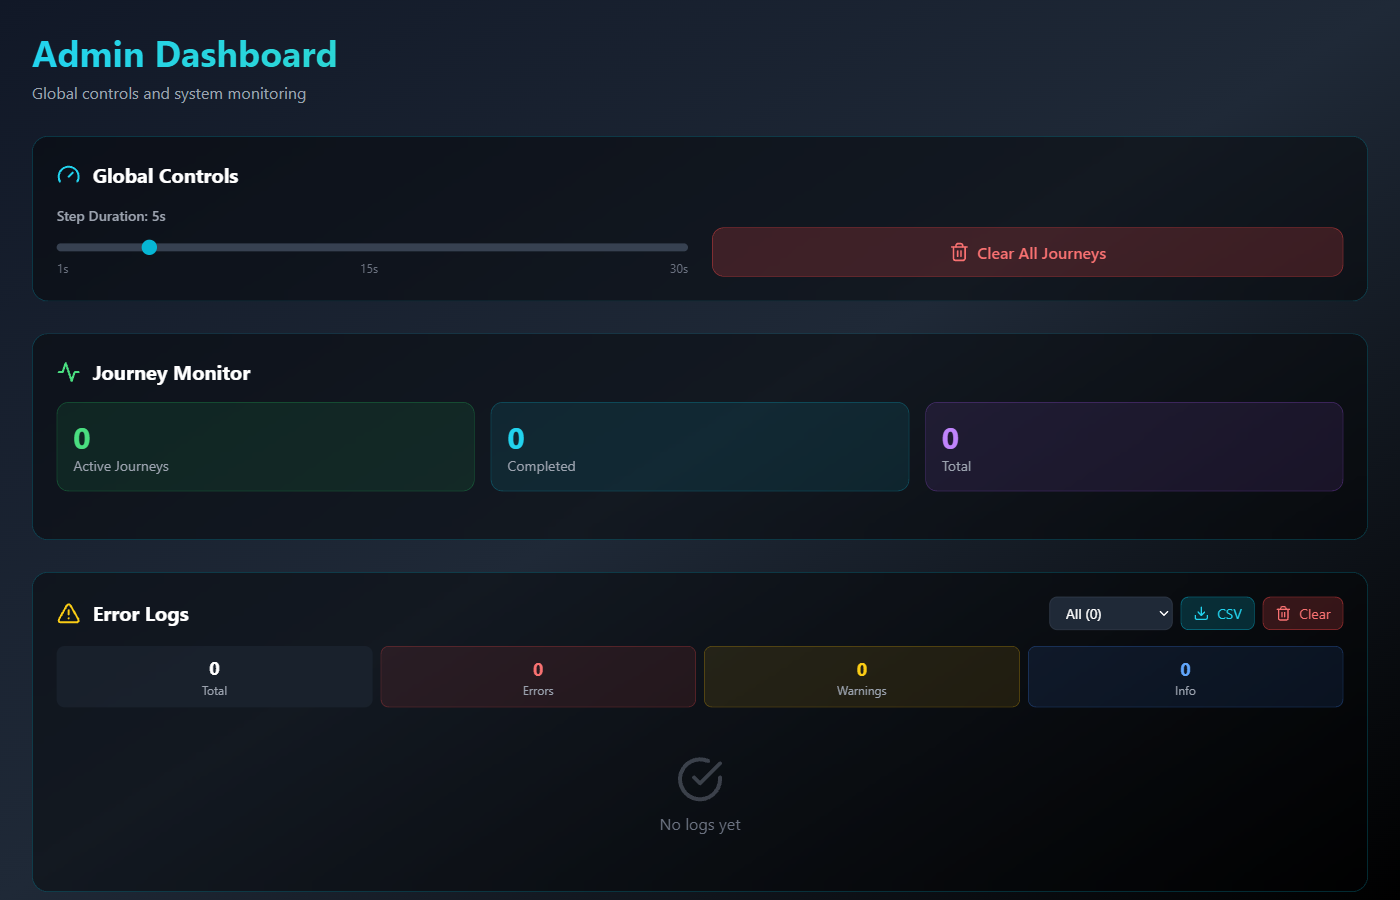 Admin Dashboard
Global controls and system monitoring
Global Controls
Step Duration: 5s
1s 15s 30s
Clear All Journeys
Journey Monitor
0 0 0
Active Journeys Completed Total
Error Logs All (0) CSV Clear
0 0 0 0
Total Errors Warnings Info
No logs yet